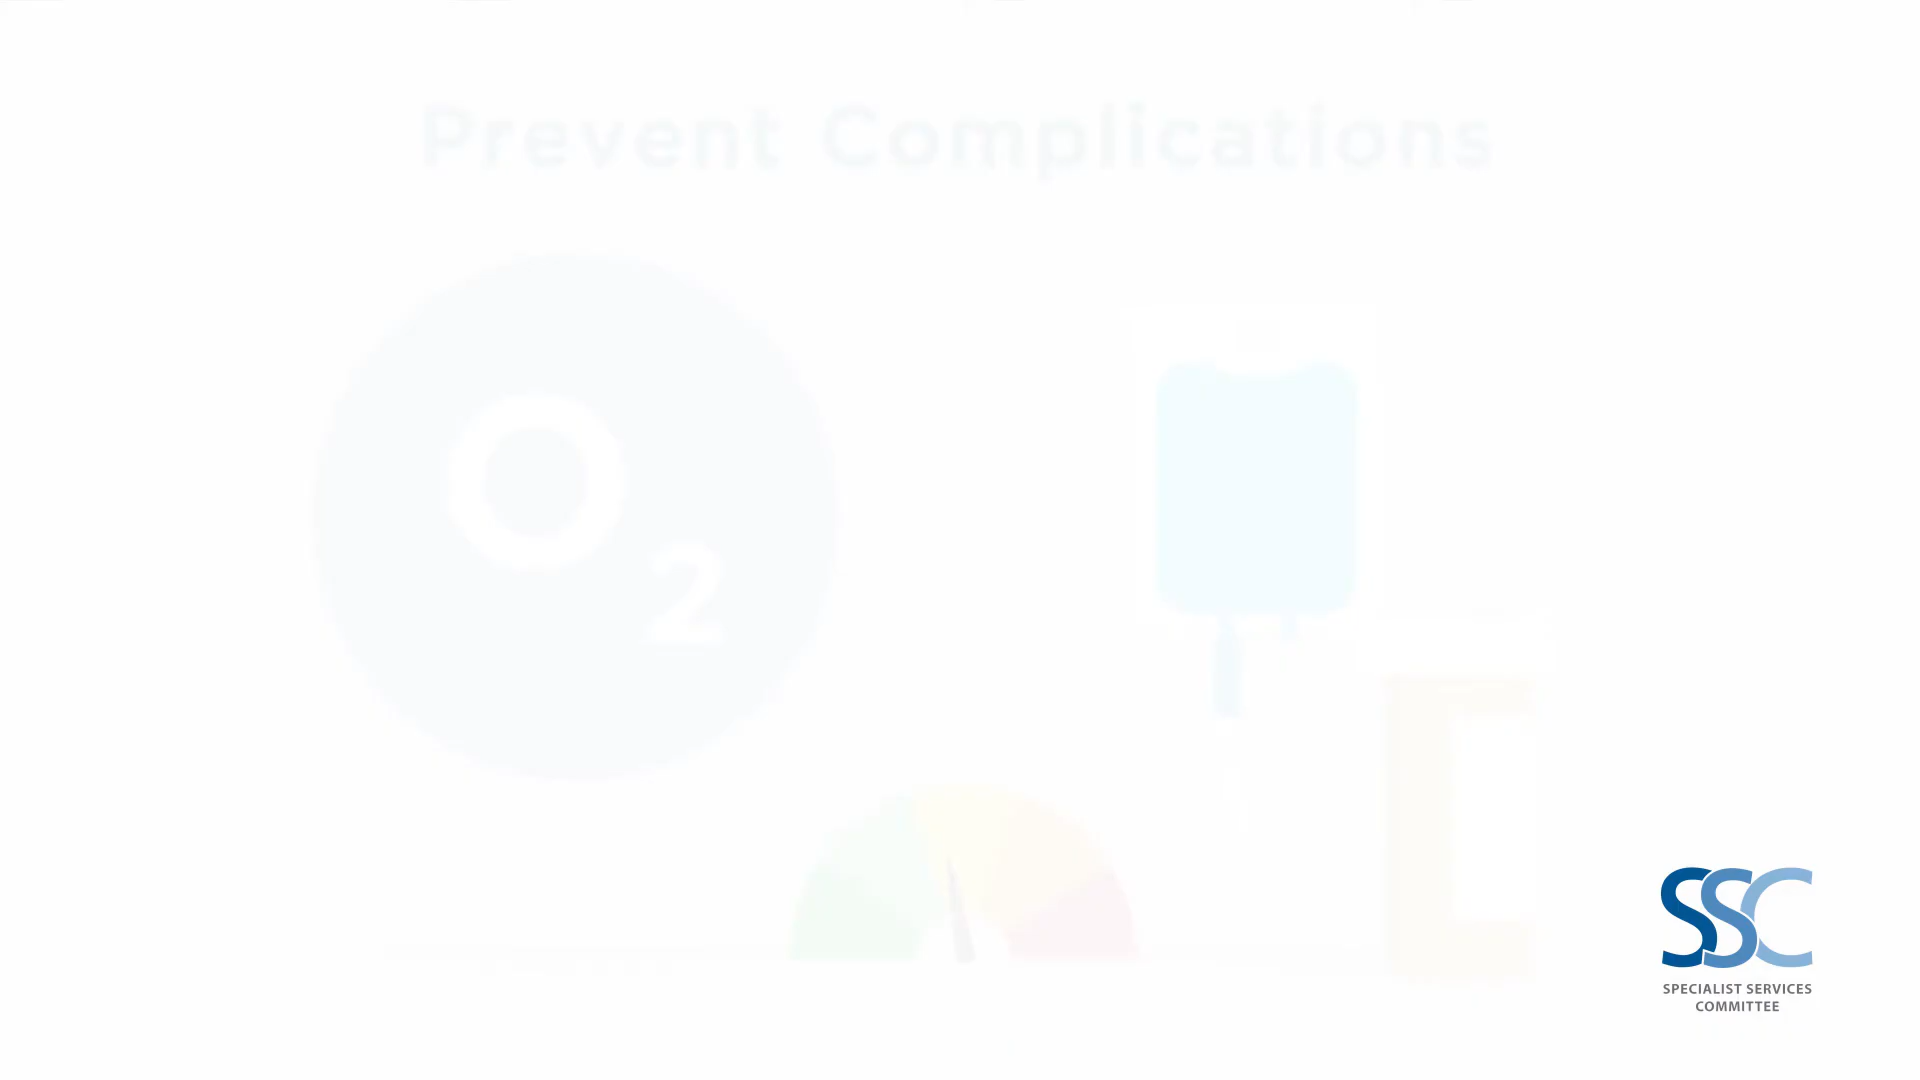 Prevent Complications
O2
SSC
SPECIALIST SERVICES
COMMITTEE